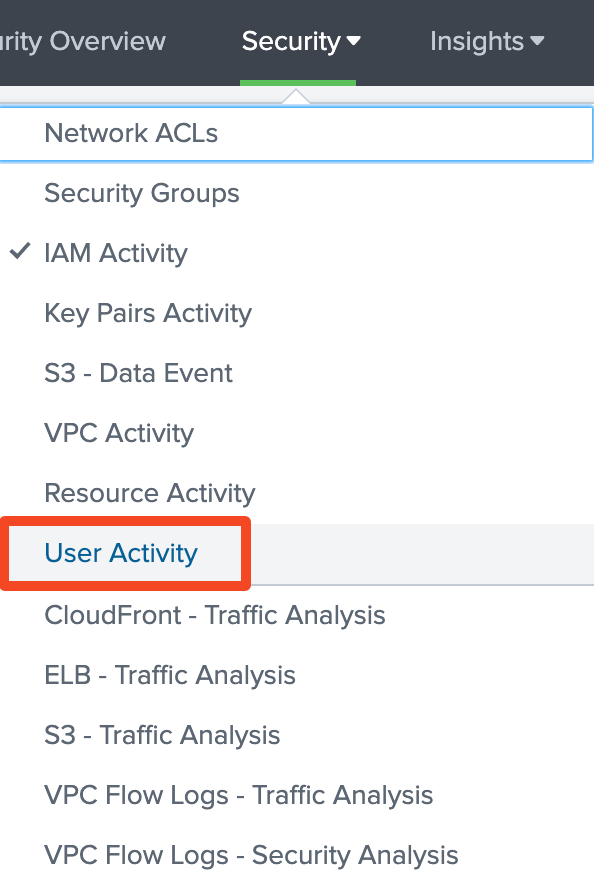 rity Overview Security Insights
Network ACLs
Security Groups
IAM Activity
Key Pairs Activity
S3 - Data Event
VPC Activity
Resource Activity
User Activity
CloudFront - Traffic Analysis
ELB - Traffic Analysis
S3 - Traffic Analysis
VPC Flow Logs - Traffic Analysis
VPC Flow Logs - Security Analysis